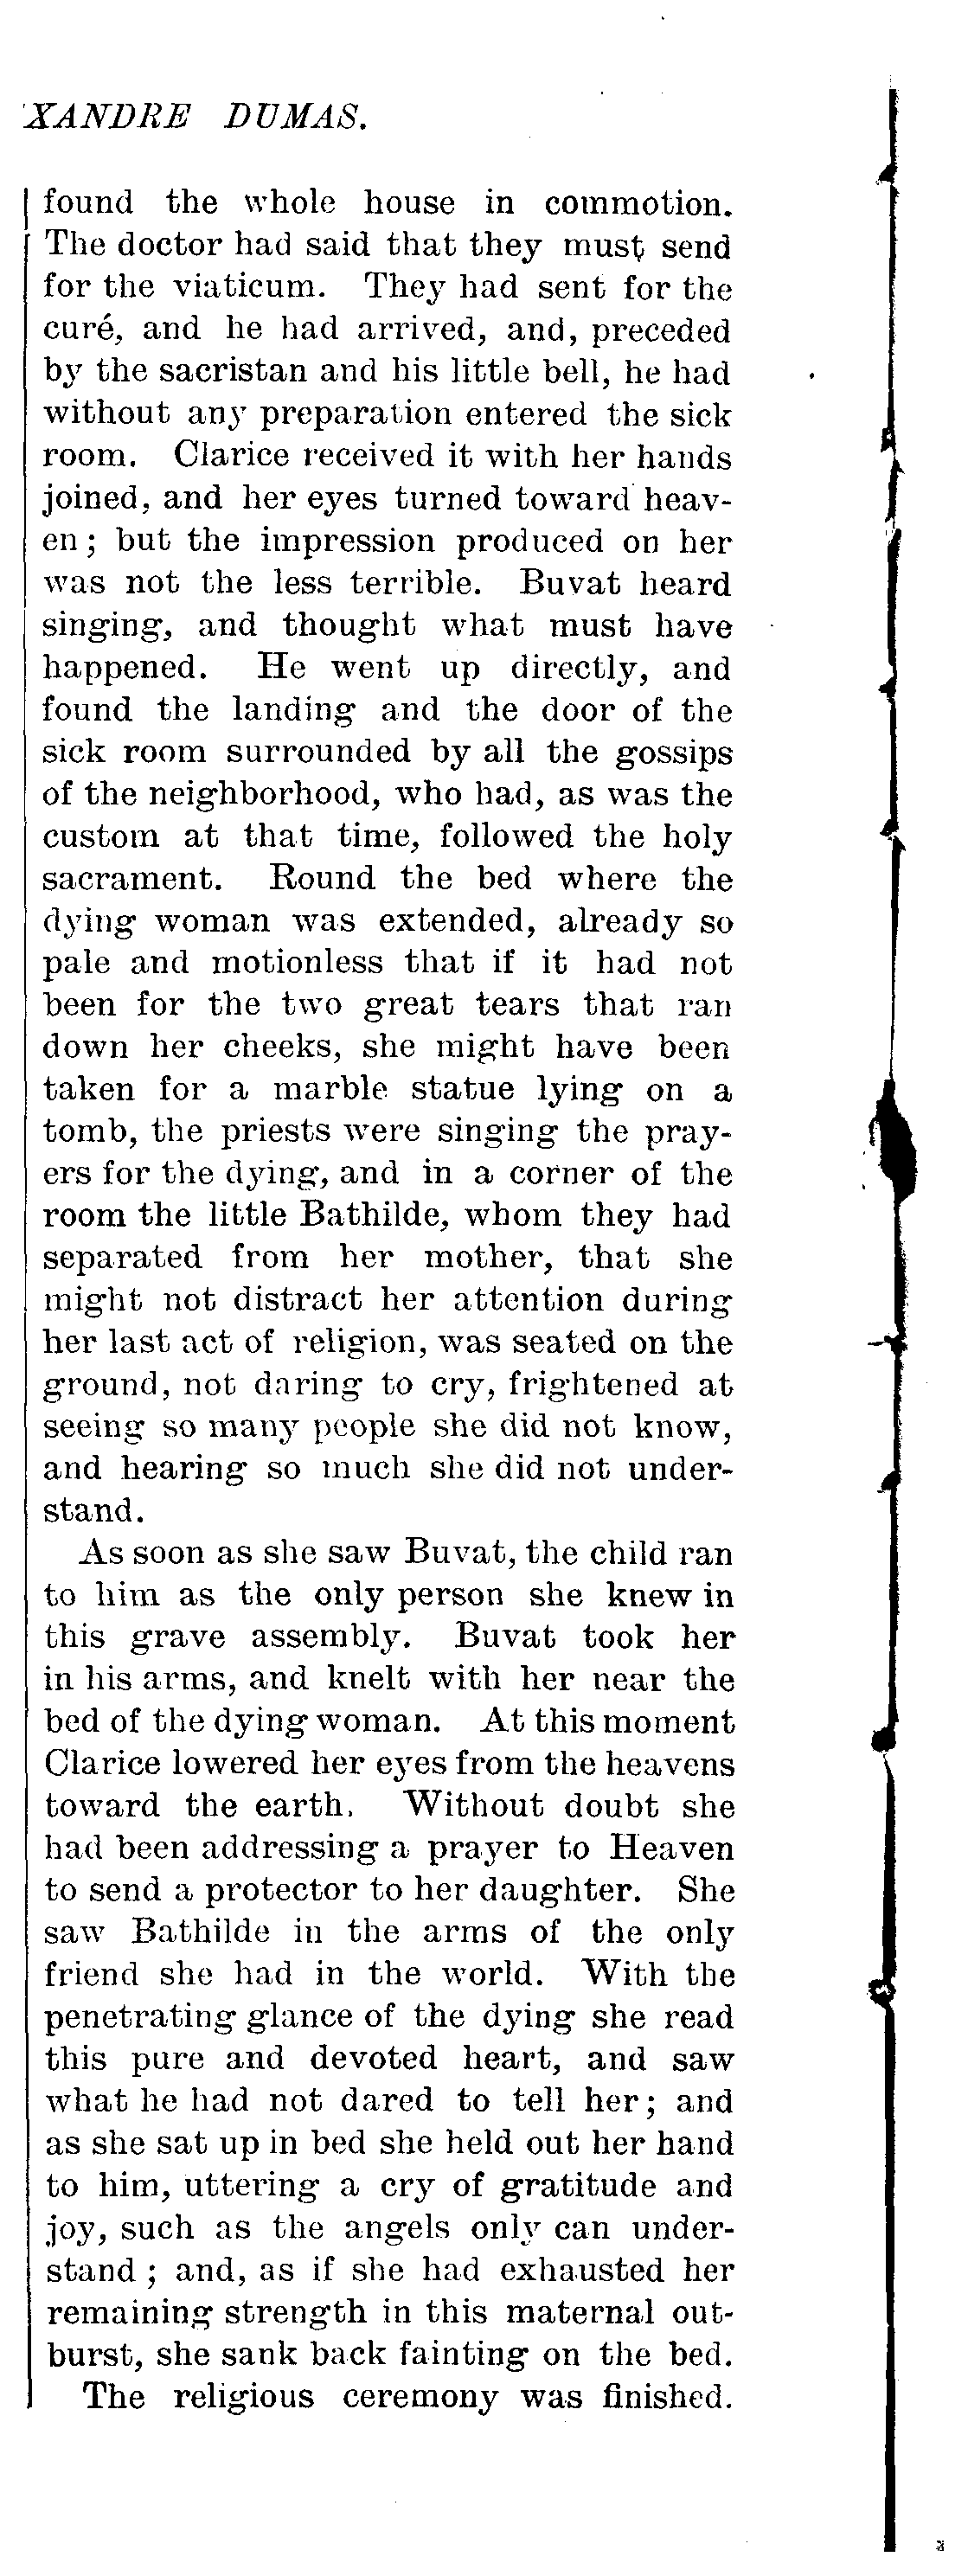 XANDRE DUMAS.
found the whole house in commotion.
The doctor had said that they must send
for the viaticum. They had sent for the
curé, and he had arrived, and, preceded
by the sacristan and his little bell, he had
without any preparation entered the sick
room. Clarice received it with her hands
joined, and her eyes turned toward heav-
en; but the impression produced on her
was not the less terrible. Buvat heard
singing, and thought what must have
happened. He went up directly, and
found the landing and the door of the
sick room surrounded by all the gossips
of the neighborhood, who had, as was the
custom at that time, followed the holy
sacrament. Round the bed where the
dying woman was extended, already so
pale and motionless that if it had not
been for the two great tears that ran
down her cheeks, she might have been
taken for a marble statue lying on a
tomb, the priests were singing the pray-
ers for the dying, and in a corner of the
room the little Bathilde, whom they had
separated from her mother, that she
might not distract her attention during
her last act of religion, was seated on the
ground, not daring to cry, frightened at
seeing so many people she did not know,
and hearing so much she did not under-
stand.
As soon as she saw Buvat, the child ran
to him as the only person she knew in
this grave assembly. Buvat took her
in his arms, and knelt with her near the
bed of the dying woman. At this moment
Clarice lowered her eyes from the heavens
toward the earth. Without doubt she
had been addressing a prayer to Heaven
to send a protector to her daughter. She
saw Bathilde in the arms of the only
friend she had in the world. With the
penetrating glance of the dying she read
this pure and devoted heart, and saw
what he had not dared to tell her; and
as she sat up in bed she held out her hand
to him, uttering a cry of gratitude and
joy, such as the angels only can under-
stand; and, as if she had exhausted her
remaining strength in this maternal out-
burst, she sank back fainting on the bed.
The religious ceremony was finished.